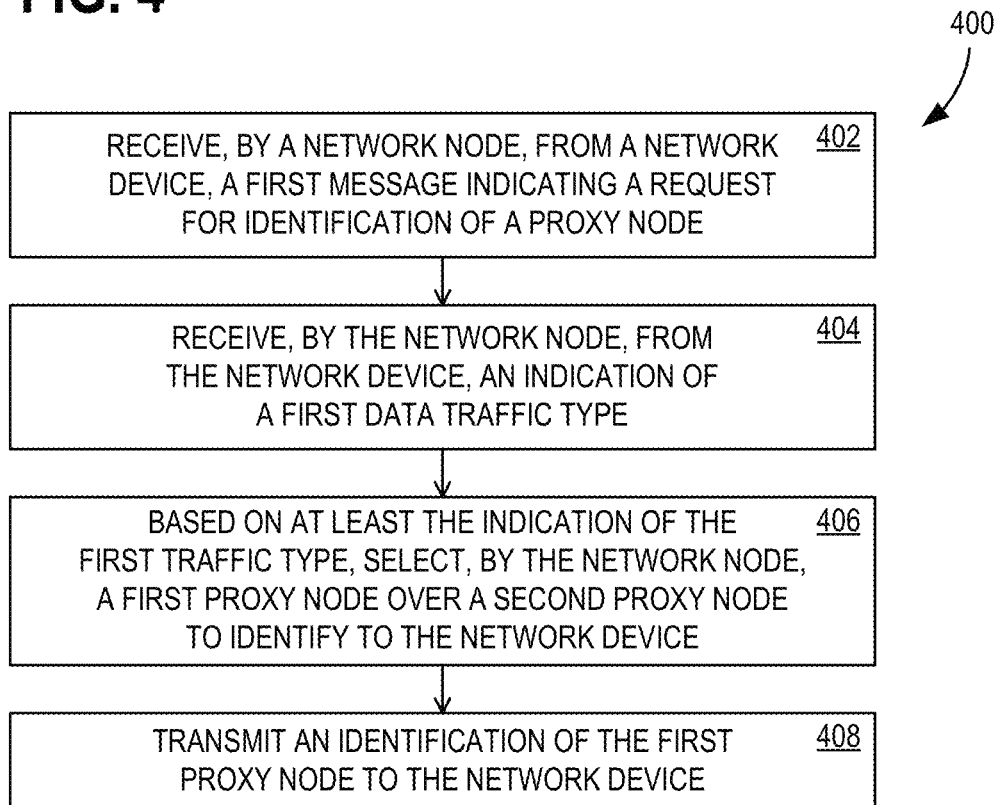 FIG. 4
400
RECEIVE, BY A NETWORK NODE, FROM A NETWORK 402
DEVICE, A FIRST MESSAGE INDICATING A REQUEST
FOR IDENTIFICATION OF A PROXY NODE
RECEIVE, BY THE NETWORK NODE, FROM 404
THE NETWORK DEVICE, AN INDICATION OF
A FIRST DATA TRAFFIC TYPE
BASED ON AT LEAST THE INDICATION OF THE 406
FIRST TRAFFIC TYPE, SELECT, BY THE NETWORK NODE,
A FIRST PROXY NODE OVER A SECOND PROXY NODE
TO IDENTIFY TO THE NETWORK DEVICE
TRANSMIT AN IDENTIFICATION OF THE FIRST 408
PROXY NODE TO THE NETWORK DEVICE